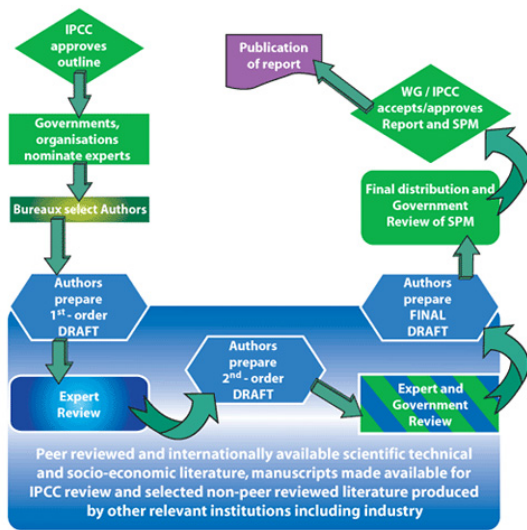 IPCC
approves
outline
Governments,
organisations
nominate experts
Bureaux select Authors
Authors
prepare
1st - order
DRAFT
Expert
Review
Authors
prepare
2nd - order
DRAFT
Expert and
Government
Review
Authors
prepare
FINAL
DRAFT
Final distribution and
Government
Review of SPM
WG / IPCC
accepts/approves
Report and SPM
Publication
of report
Peer reviewed and internationally available scientific technical
and socio-economic literature, manuscripts made available for
IPCC review and selected non-peer reviewed literature produced
by other relevant institutions including industry